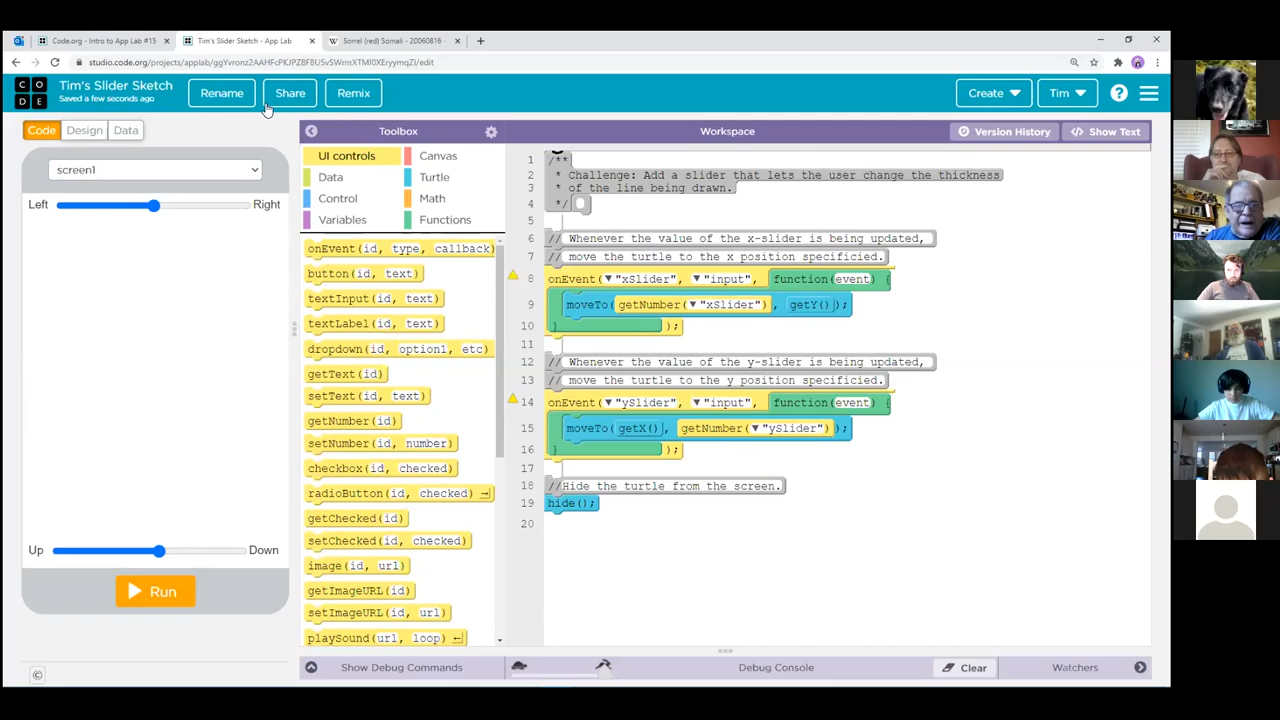 Code.org - Intro to App Lab #15
Tim's Slider Sketch - App Lab
W Sorrel (red) Somali - 20060816 -
studio.code.org/projects/applab/
/edit
C O D E
Tim's Slider Sketch
Saved a few seconds ago
Rename
Share
Remix
Create
Tim
?
Code
Design
Data
Toolbox
Workspace
Version History
</> Show Text
screen1
Left
Right
Up
Down
Run
©
UI controls
Canvas
Data
Turtle
Control
Math
Variables
Functions
onEvent(id, type, callback)
button(id, text)
textInput(id, text)
textLabel(id, text)
dropdown(id, option1, etc)
getText(id)
setText(id, text)
getNumber(id)
setNumber(id, number)
checkbox(id, checked)
radioButton(id, checked)
getChecked(id)
setChecked(id, checked)
image(id, url)
getImageURL(id)
setImageURL(id, url)
playSound(url, loop)
1 /**
2 * Challenge: Add a slider that lets the user change the thickness
3 * of the line being drawn.
4 */
5
6 // Whenever the value of the x-slider is being updated,
7 // move the turtle to the x position specificied.
8 onEvent(▼"xSlider", ▼"input", function(event) {
9 moveTo(getNumber(▼"xSlider"), getY());
10 } );
11
12 // Whenever the value of the y-slider is being updated,
13 // move the turtle to the y position specificied.
14 onEvent(▼"ySlider", ▼"input", function(event) {
15 moveTo(getX(), getNumber(▼"ySlider"));
16 } );
17
18 //Hide the turtle from the screen.
19 hide();
20
Show Debug Commands
Debug Console
Clear
Watchers